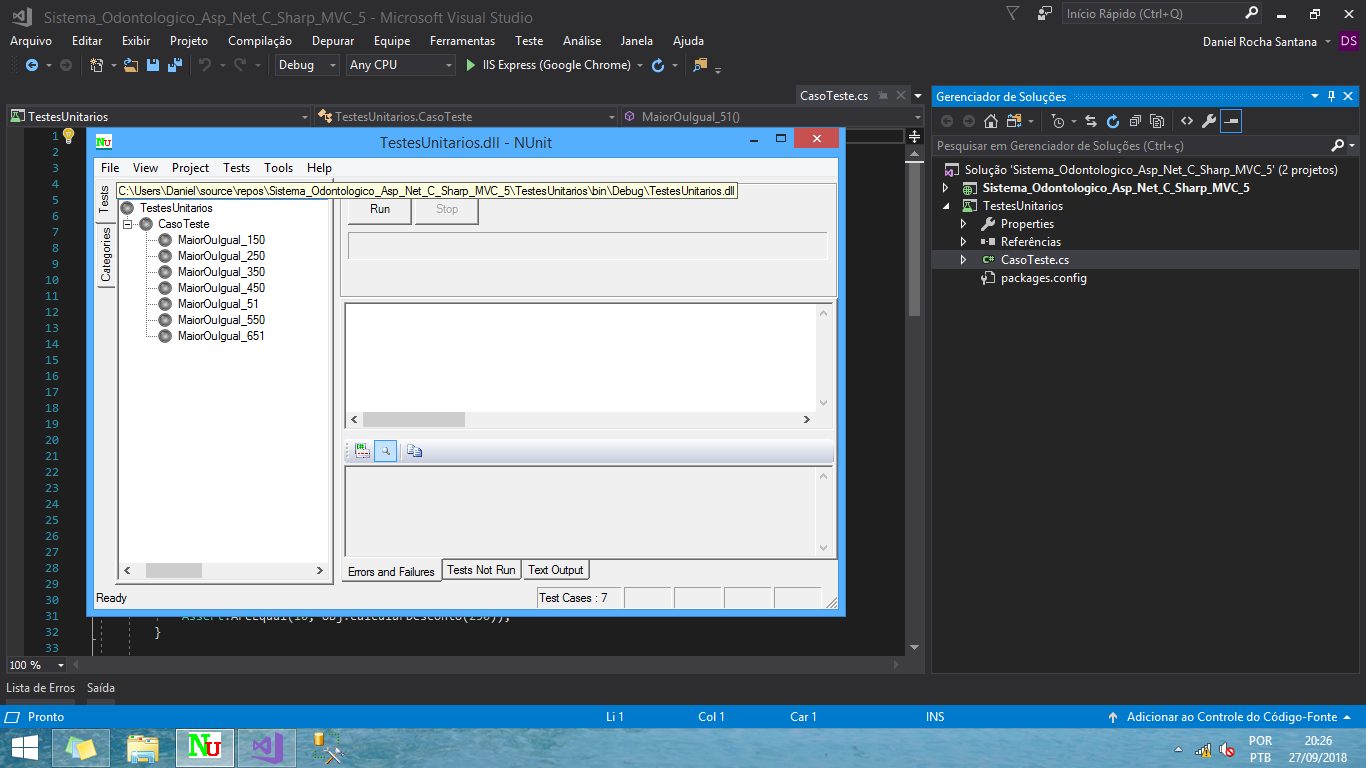 Sistema_Odontologico_Asp_Net_C_Sharp_MVC_5 - Microsoft Visual Studio
Início Rápido (Ctrl+Q)
Arquivo Editar Exibir Projeto Compilação Depurar Equipe Ferramentas Teste Análise Janela Ajuda
Daniel Rocha Santana DS
Debug Any CPU IIS Express (Google Chrome)
CasoTeste.cs
TestesUnitarios TestesUnitarios.CasoTeste MaiorOuIgual_51()
1
2
3
4
5
6
7
8
9
10
11
12
13
14
15
16
17
18
19
20
21
22
23
24
25
26
27
28
29
30
31
32 }
33
100 %
NU TestesUnitarios.dll - NUnit
File View Project Tests Tools Help
C:\Users\Daniel\source\repos\Sistema_Odontologico_Asp_Net_C_Sharp_MVC_5\TestesUnitarios\bin\Debug\TestesUnitarios.dll
Tests
Categories
TestesUnitarios
CasoTeste
MaiorOuIgual_150
MaiorOuIgual_250
MaiorOuIgual_350
MaiorOuIgual_450
MaiorOuIgual_51
MaiorOuIgual_550
MaiorOuIgual_651
Run Stop
Errors and Failures Tests Not Run Text Output
Ready
Test Cases : 7
Gerenciador de Soluções
Pesquisar em Gerenciador de Soluções (Ctrl+ç)
Solução 'Sistema_Odontologico_Asp_Net_C_Sharp_MVC_5' (2 projetos)
Sistema_Odontologico_Asp_Net_C_Sharp_MVC_5
TestesUnitarios
Properties
Referências
C# CasoTeste.cs
packages.config
Lista de Erros Saída
Pronto Li 1 Col 1 Car 1 INS Adicionar ao Controle do Código-Fonte
NU
POR 20:26
PTB 27/09/2018